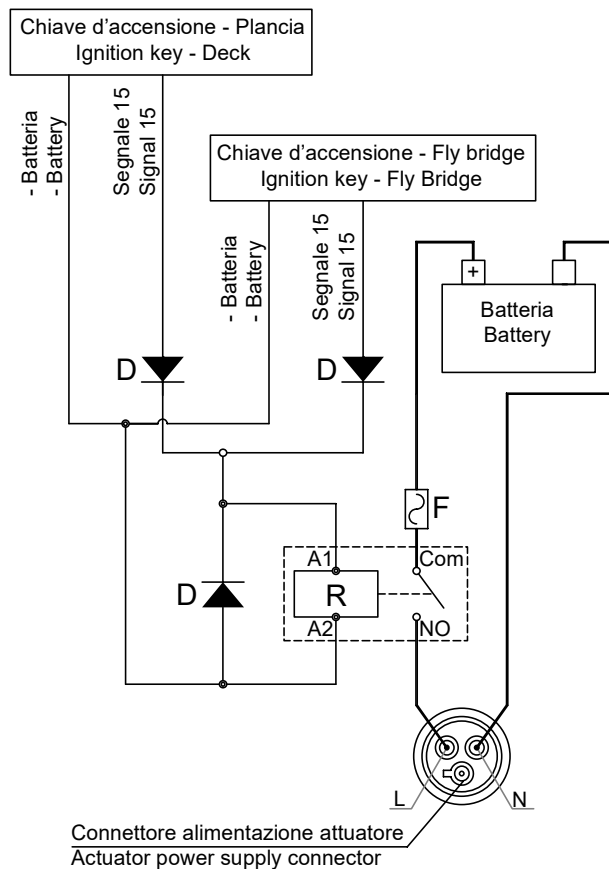 Chiave d'accensione - Plancia
Ignition key - Deck
- Batteria
- Battery
Segnale 15
Signal 15
Chiave d'accensione - Fly bridge
Ignition key - Fly Bridge
- Batteria
- Battery
Segnale 15
Signal 15
+
Batteria
Battery
D
D
F
A1
Com
R
D
A2
NO
L
N
Connettore alimentazione attuatore
Actuator power supply connector